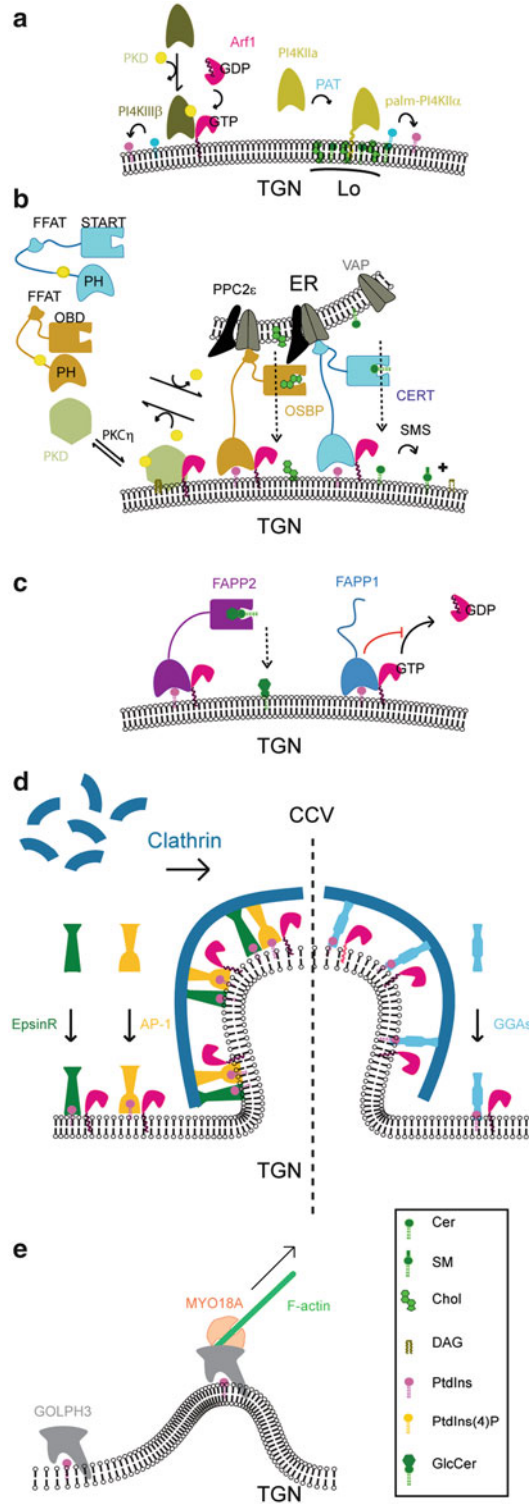 a
Arf1
PI4KIIa
PKD
GDP
PAT
palm-PI4KIIα
PI4KIIIβ
GTP
TGN
Lo
b
FFAT
START
PH
FFAT
OBD
PH
PPC2ε
ER
VAP
OSBP
CERT
PKCη
PKD
SMS
+
TGN
c
FAPP2
FAPP1
GDP
GTP
TGN
d
CCV
Clathrin
EpsinR
AP-1
GGAs
TGN
e
MYO18A
F-actin
GOLPH3
TGN
Cer
SM
Chol
DAG
PtdIns
PtdIns(4)P
GlcCer